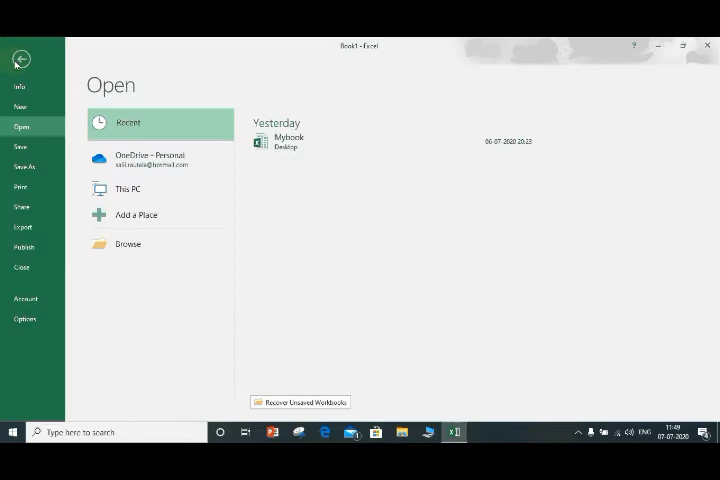 Book1 - Excel
?
Info
New
Open
Save
Save As
Print
Share
Export
Publish
Close
Account
Options
Open
Recent
OneDrive - Personal
This PC
Add a Place
Browse
Yesterday
Mybook
Desktop
06-07-2020 20:23
Recover Unsaved Workbooks
Type here to search
ENG
11:49
07-07-2020